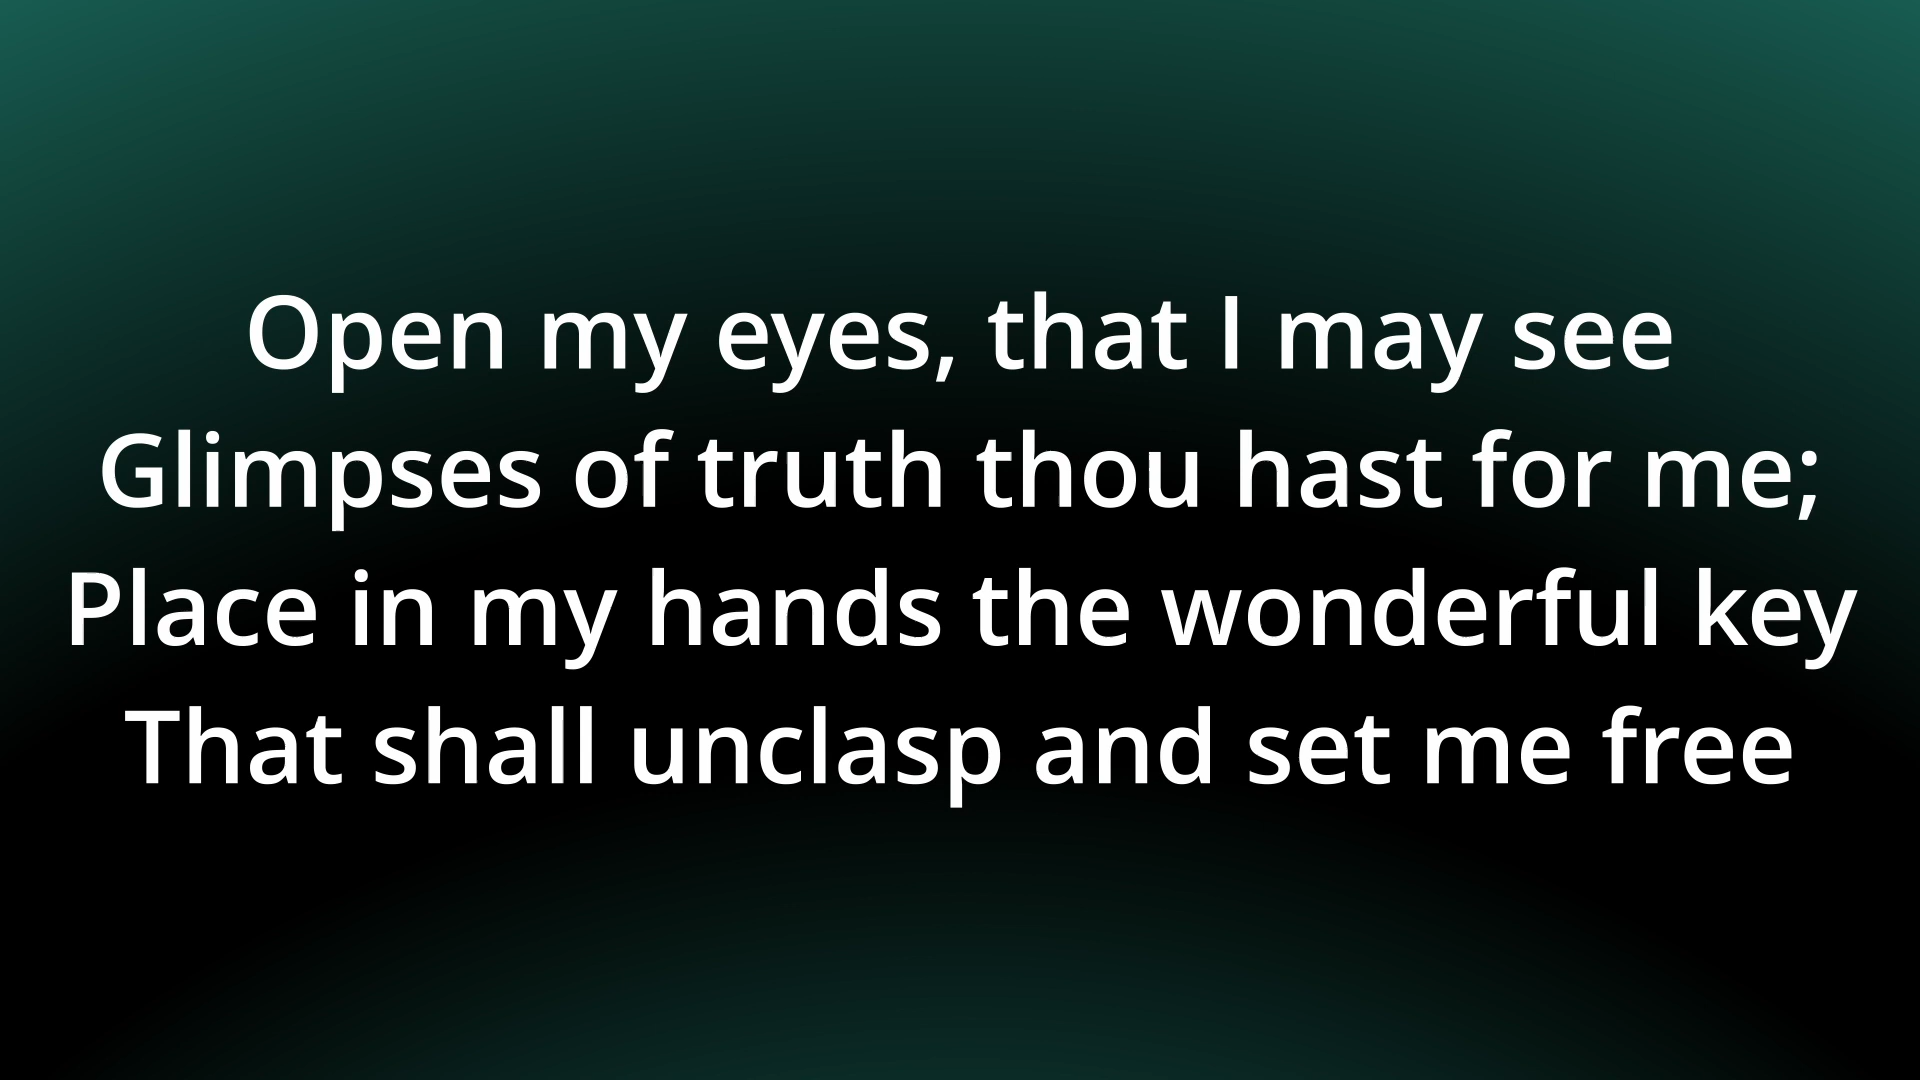 Open my eyes, that I may see
Glimpses of truth thou hast for me;
Place in my hands the wonderful key
That shall unclasp and set me free